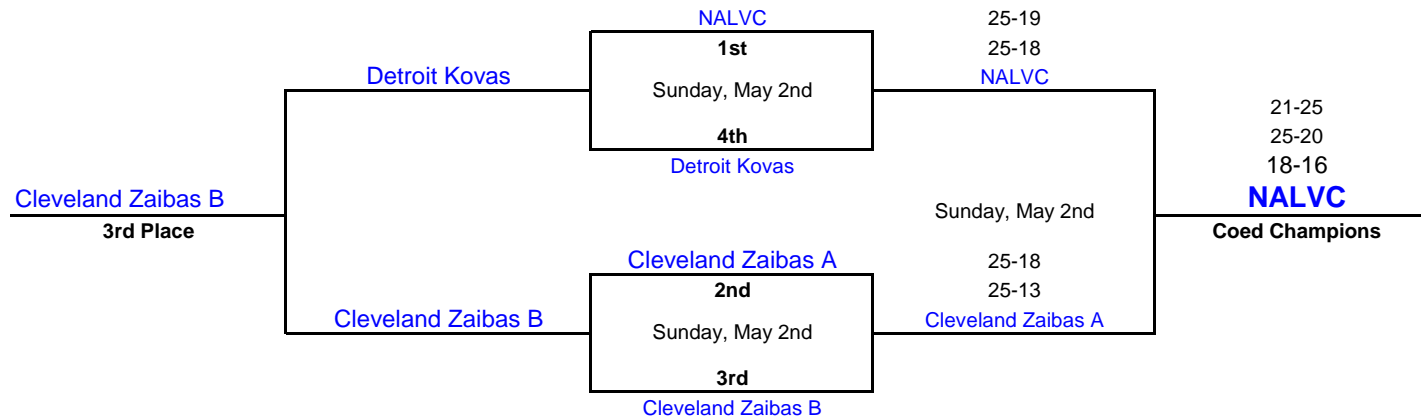 NALVC 25-19
1st 25-18
Detroit Kovas Sunday, May 2nd NALVC
21-25
4th 25-20
Detroit Kovas 18-16
Cleveland Zaibas B NALVC
3rd Place Sunday, May 2nd Coed Champions
Cleveland Zaibas A 25-18
2nd 25-13
Cleveland Zaibas B Sunday, May 2nd Cleveland Zaibas A
3rd
Cleveland Zaibas B